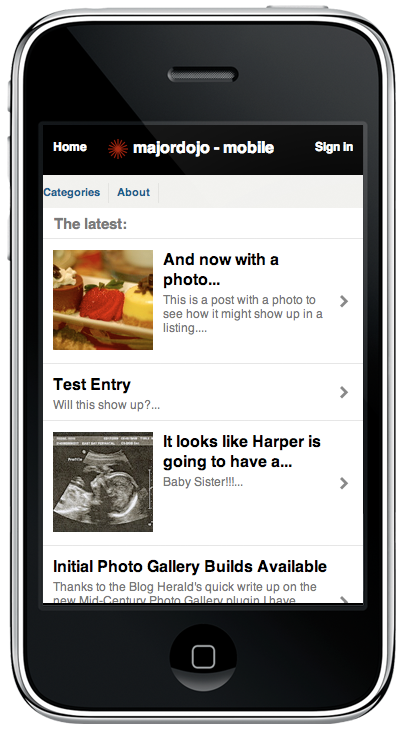 Home majordojo - mobile Sign In
Categories About
The latest:
And now with a
photo...
This is a post with a photo to
see how it might show up in a
listing....
Test Entry
Will this show up?...
Profile
It looks like Harper is
going to have a...
Baby Sister!!!...
Initial Photo Gallery Builds Available
Thanks to the Blog Herald's quick write up on the
new Mid-Century Photo Gallery plugin I have